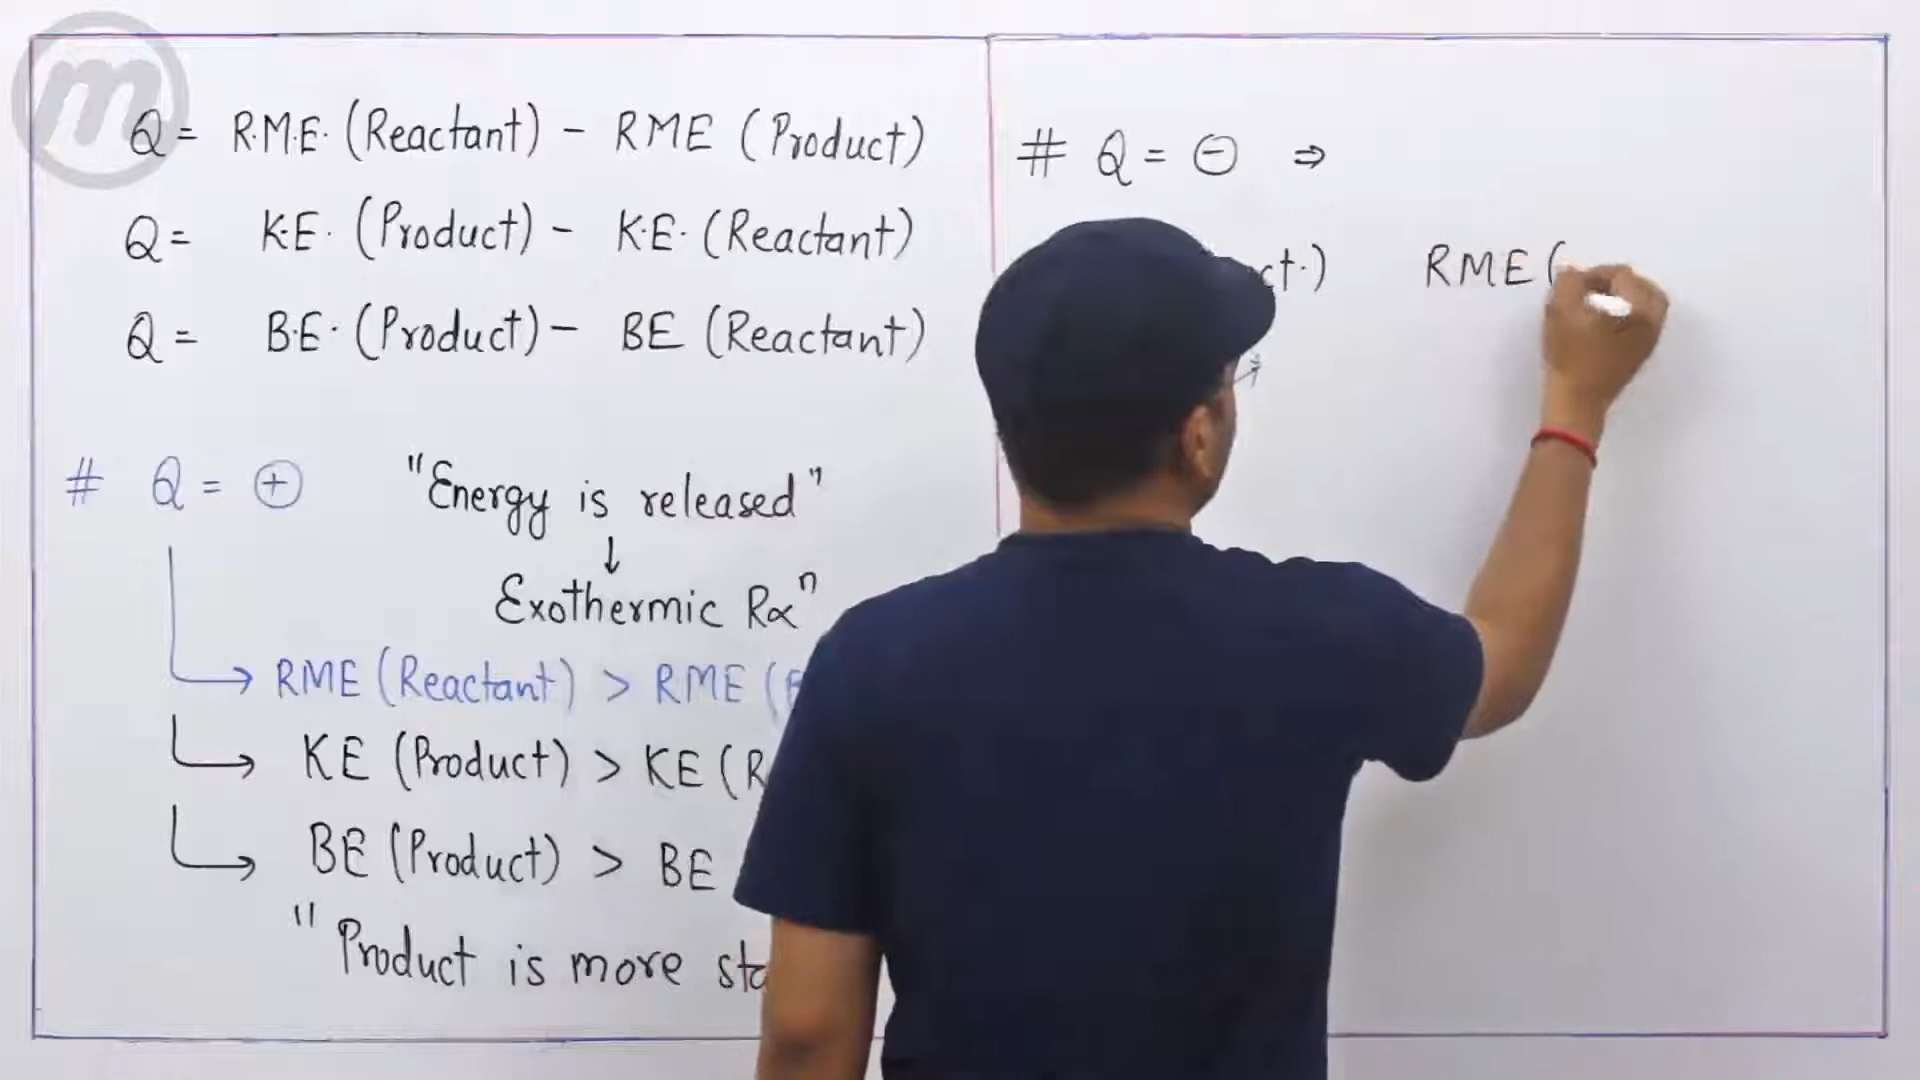 m
Q = R.M.E. (Reactant) - RME (Product)
Q = K.E. (Product) - K.E. (Reactant)
Q = B.E. (Product) - BE (Reactant)
# Q = ⊕ "Energy is released"
↓
Exothermic Rxⁿ
→ RME (Reactant) > RME (
→ KE (Product) > KE (R
→ BE (Product) > BE
"Product is more sta
# Q = ⊖ ⇒
ct.) RME (